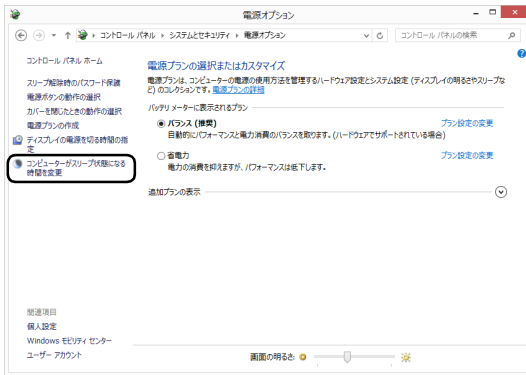 電源オプション
コントロール パネル ▸ システムとセキュリティ ▸ 電源オプション
コントロール パネルの検索
コントロール パネル ホーム
スリープ解除時のパスワード保護
電源ボタンの動作の選択
カバーを閉じたときの動作の選択
電源プランの作成
ディスプレイの電源を切る時間の指
定
コンピューターがスリープ状態になる
時間を変更
電源プランの選択またはカスタマイズ
電源プランは、コンピューターの電源の使用方法を管理するハードウェア設定とシステム設定 (ディスプレイの明るさやスリープな
ど) のコレクションです。電源プランの詳細
バッテリ メーターに表示されるプラン
バランス (推奨) プラン設定の変更
自動的にパフォーマンスと電力消費のバランスを取ります。(ハードウェアでサポートされている場合)
省電力 プラン設定の変更
電力の消費を抑えますが、パフォーマンスは低下します。
追加プランの表示
関連項目
個人設定
Windows モビリティ センター
ユーザー アカウント
画面の明るさ